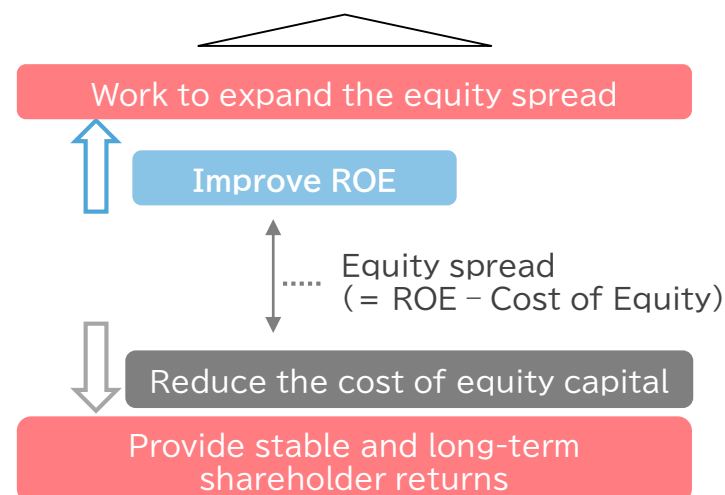 Work to expand the equity spread
Improve ROE
Equity spread
(= ROE – Cost of Equity)
Reduce the cost of equity capital
Provide stable and long-term
shareholder returns